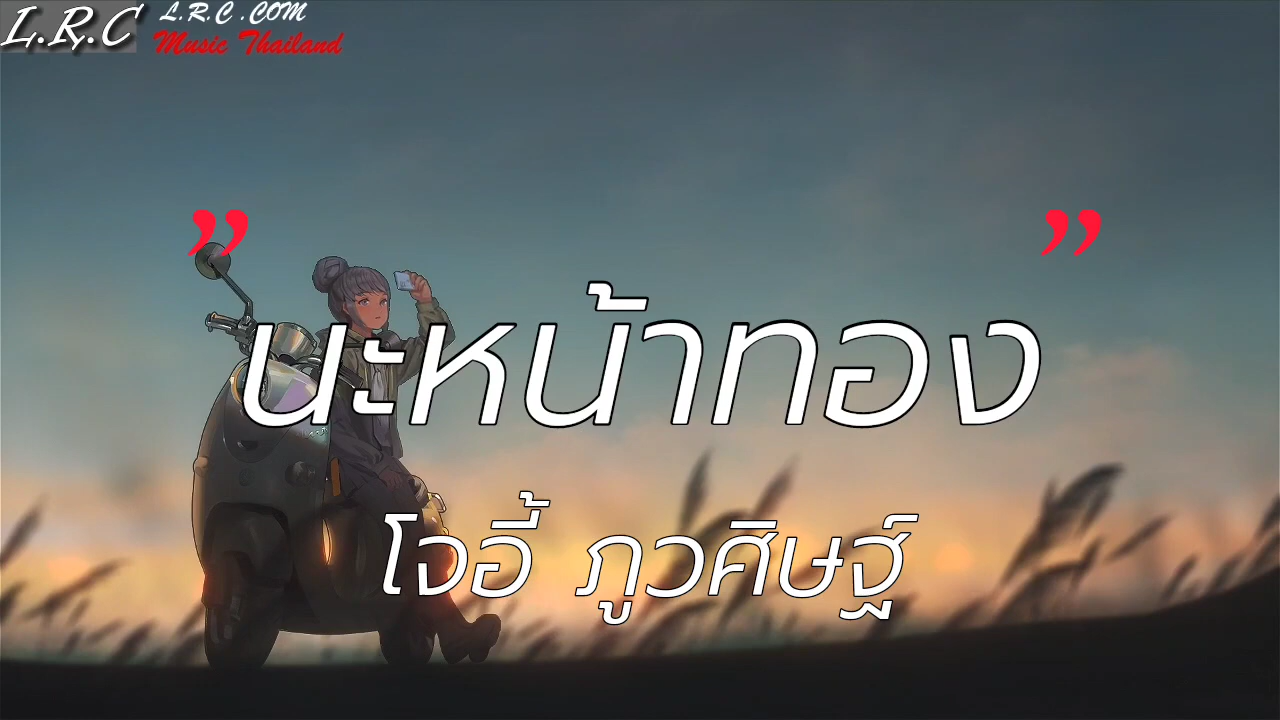 L.R.C
L.R.C .COM
Music Thailand
” ”
นะหน้าทอง
โจอี้ ภูวศิษฐ์